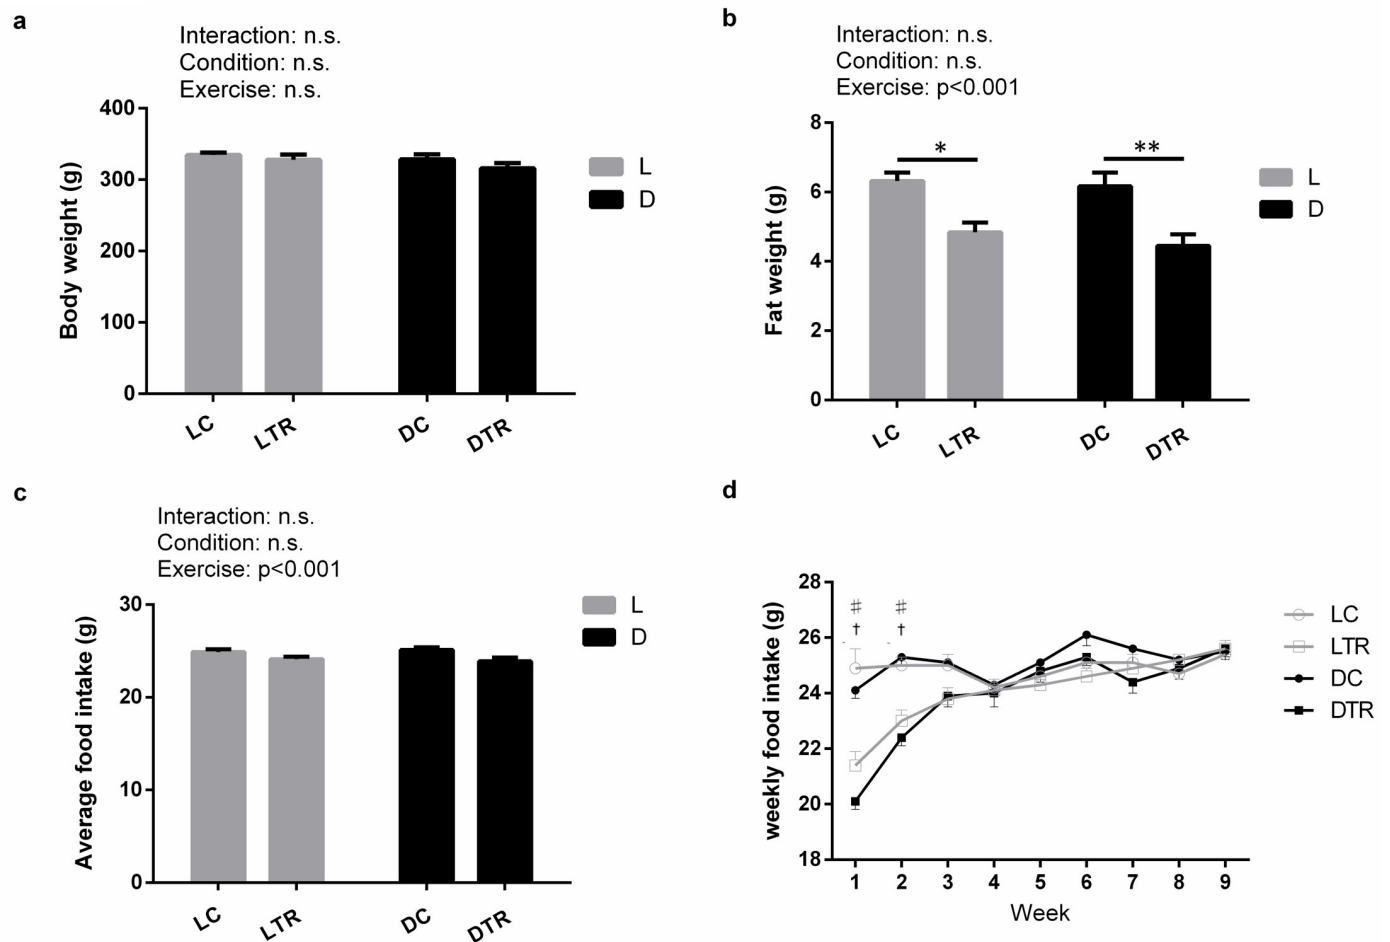 a
Interaction: n.s.
Condition: n.s.
Exercise: n.s.
400
300
200
100
0
Body weight (g)
LC
LTR
DC
DTR
L
D
b
Interaction: n.s.
Condition: n.s.
Exercise: p<0.001
8
6
4
2
0
Fat weight (g)
*
**
LC
LTR
DC
DTR
L
D
c
Interaction: n.s.
Condition: n.s.
Exercise: p<0.001
30
20
10
0
Average food intake (g)
LC
LTR
DC
DTR
L
D
d
28
26
24
22
20
18
weekly food intake (g)
♯ ♯
† †
1 2 3 4 5 6 7 8 9
Week
LC
LTR
DC
DTR